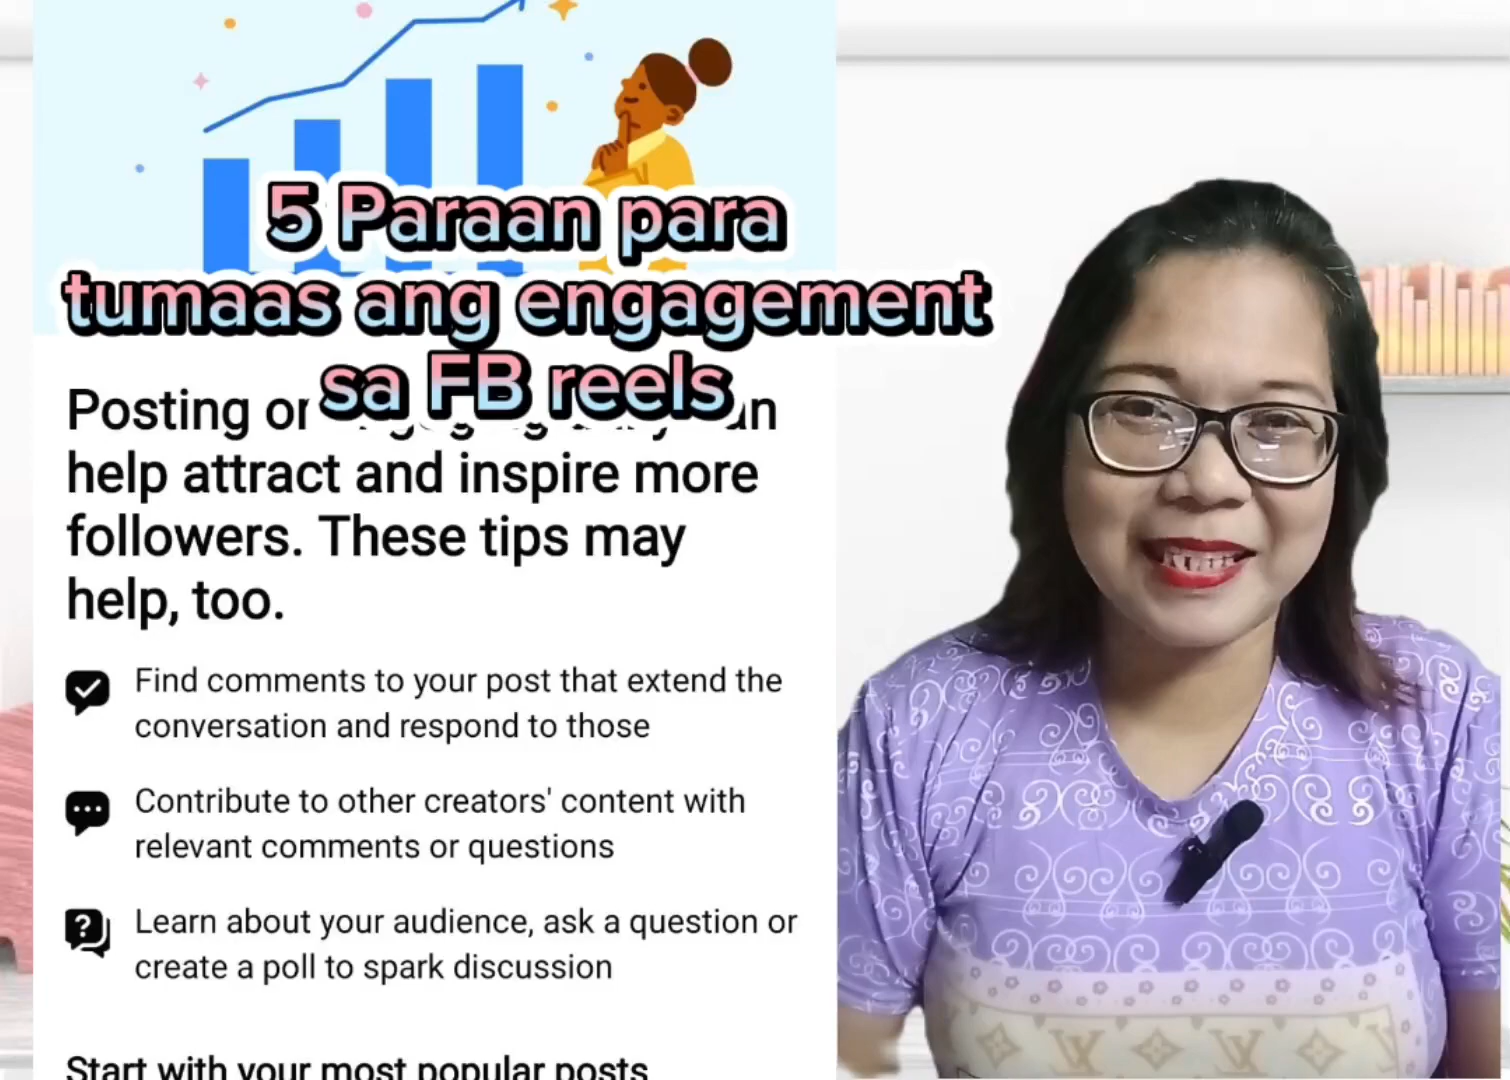 5 Paraan para
tumaas ang engagement
sa FB reels
Posting or
help attract and inspire more
followers. These tips may
help, too.
Find comments to your post that extend the
conversation and respond to those
Contribute to other creators' content with
relevant comments or questions
Learn about your audience, ask a question or
create a poll to spark discussion
Start with your most popular posts